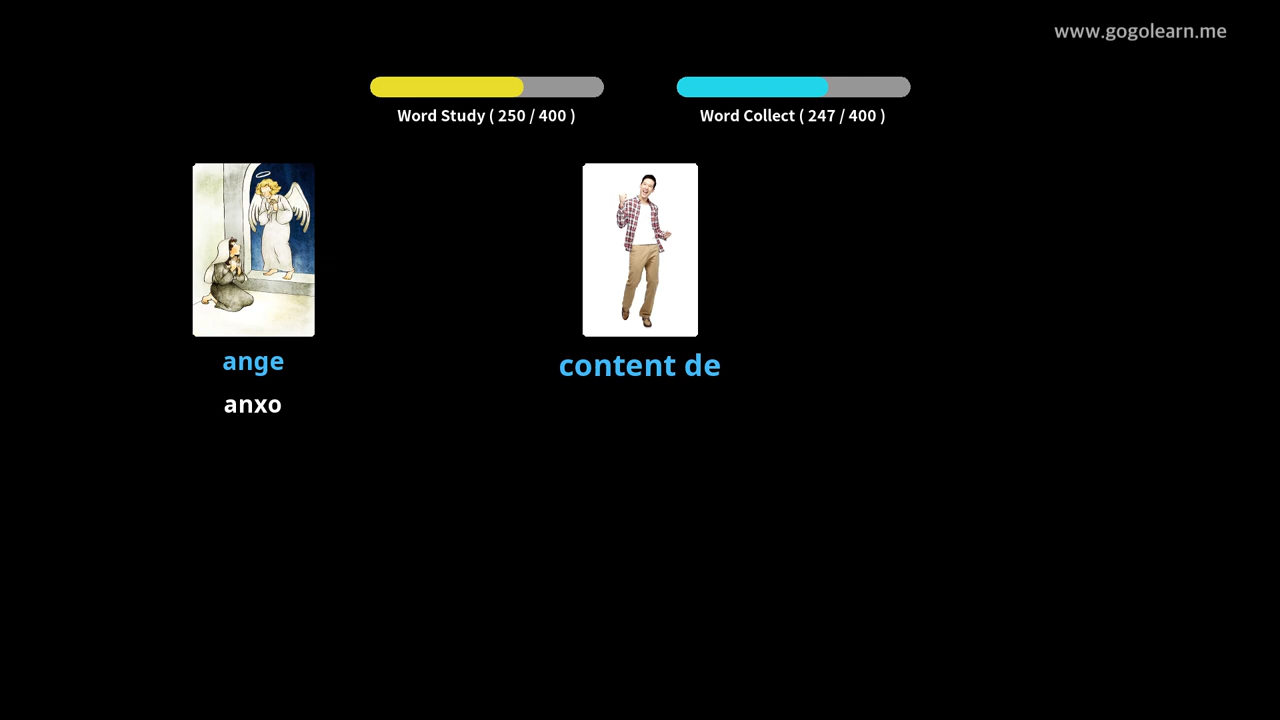 www.gogolearn.me
Word Study ( 250 / 400 )
Word Collect ( 247 / 400 )
ange
anxo
content de